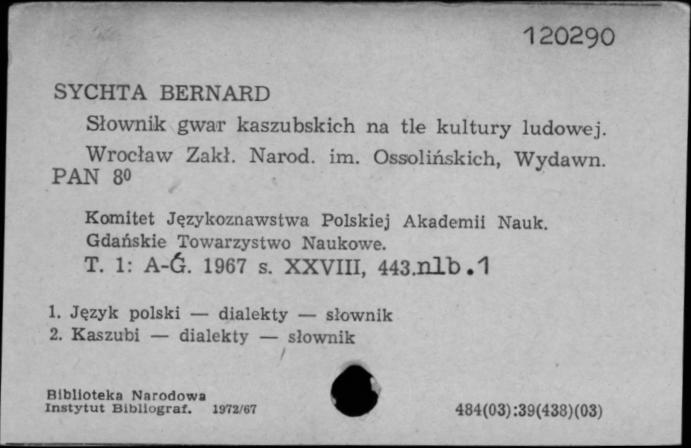 120290
SYCHTA BERNARD
Słownik gwar kaszubskich na tle kultury ludowej.
Wrocław Zakł. Narod. im. Ossolińskich, Wydawn.
PAN 8⁰
Komitet Językoznawstwa Polskiej Akademii Nauk.
Gdańskie Towarzystwo Naukowe.
T. 1: A-Ǵ. 1967 s. XXVIII, 443.nlb.1
1. Język polski — dialekty — słownik
2. Kaszubi — dialekty — słownik
Biblioteka Narodowa
Instytut Bibliograf. 1972/67
484(03):39(438)(03)